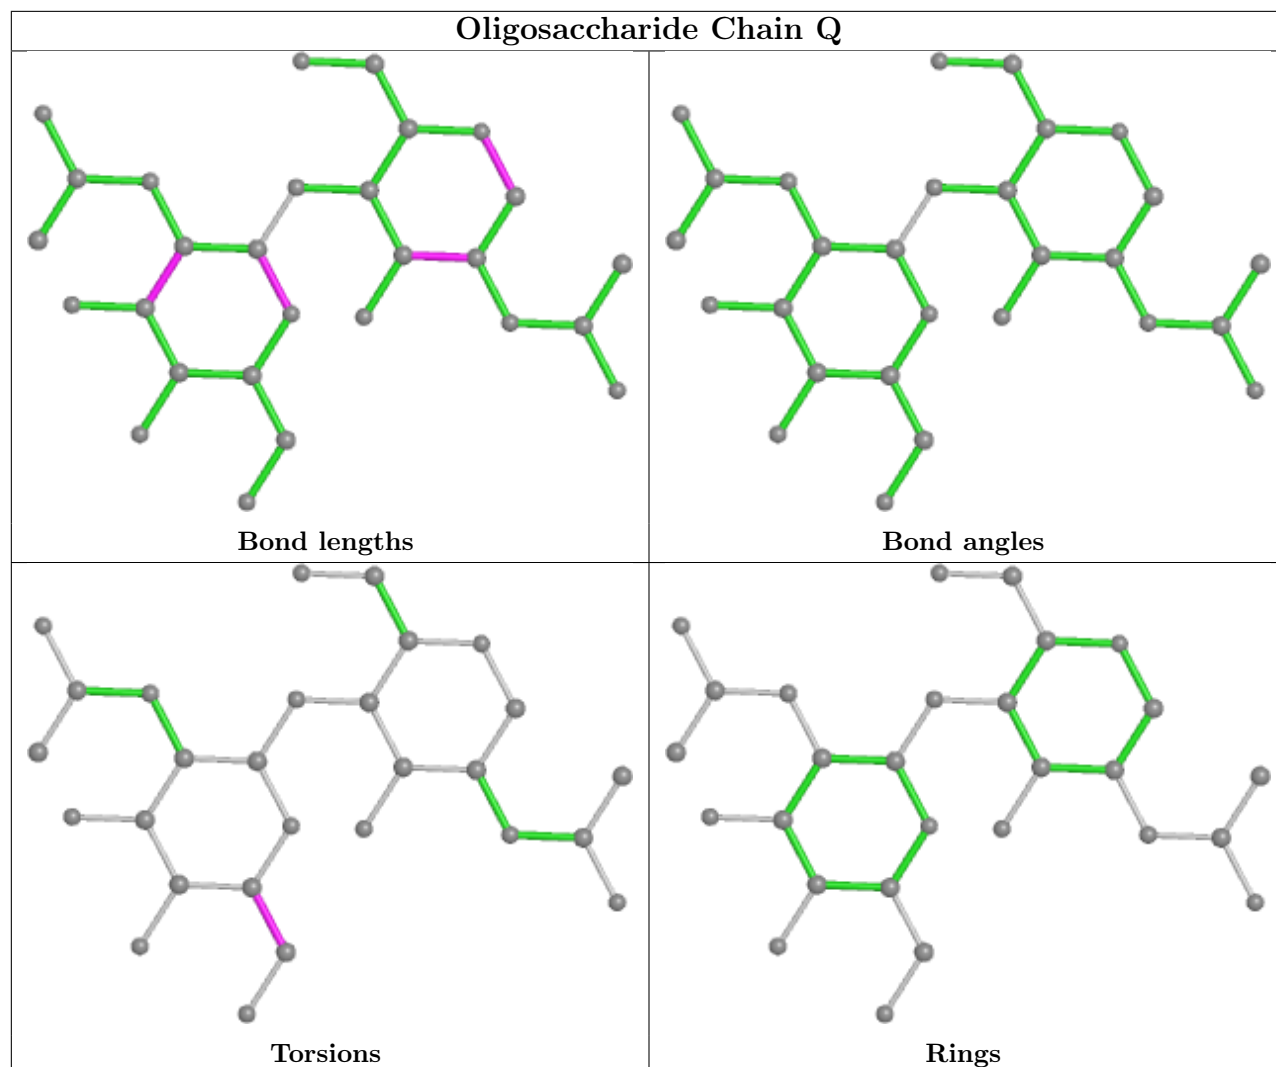 Oligosaccharide Chain Q
Bond lengths
Bond angles
Torsions
Rings